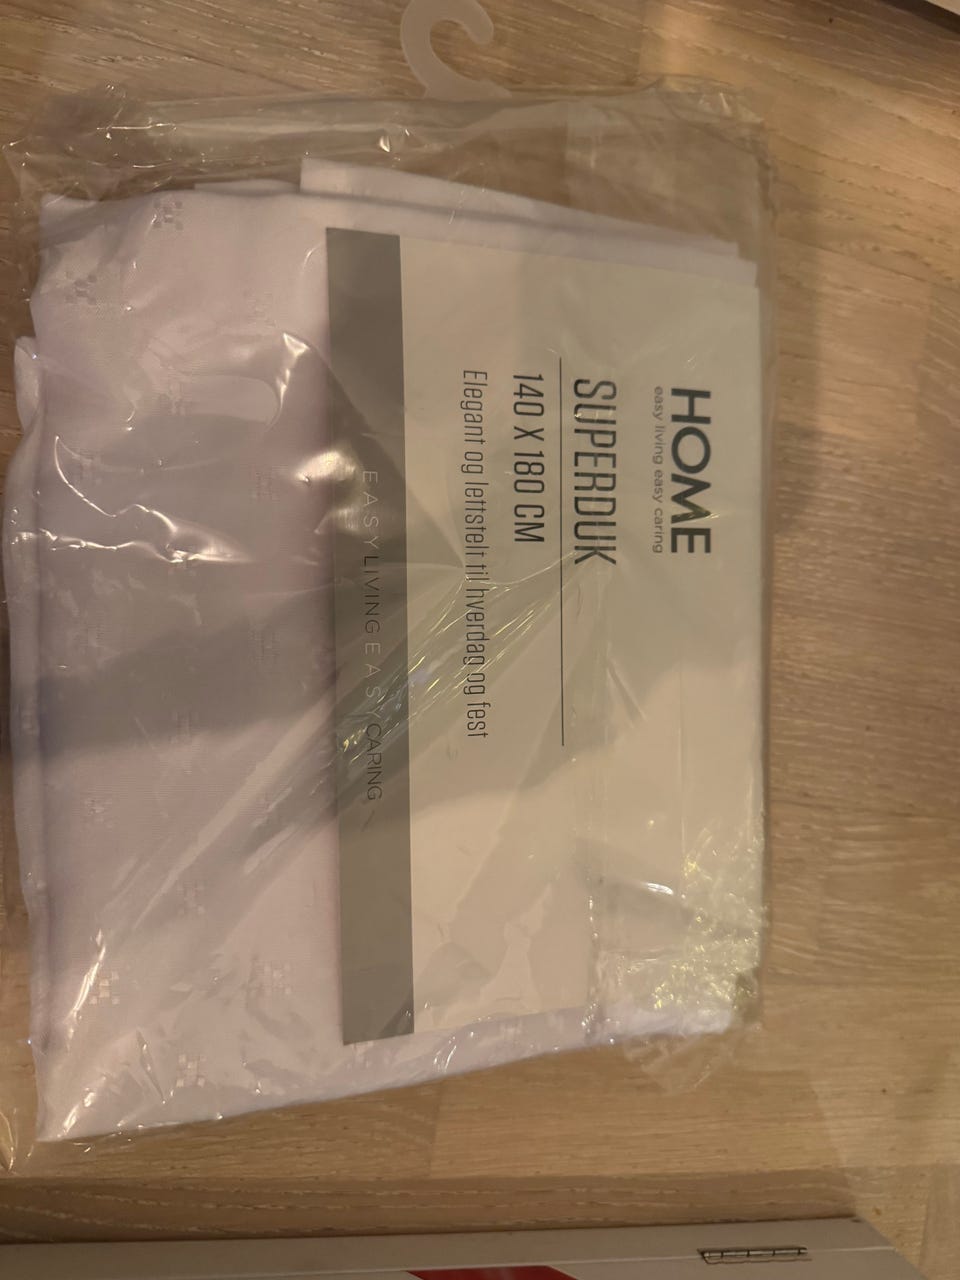 HOME
easy living easy caring
SUPERDUK
140 X 180 CM
Elegant og lettstelt til hverdag og fest
EASY LIVING EASY CARING